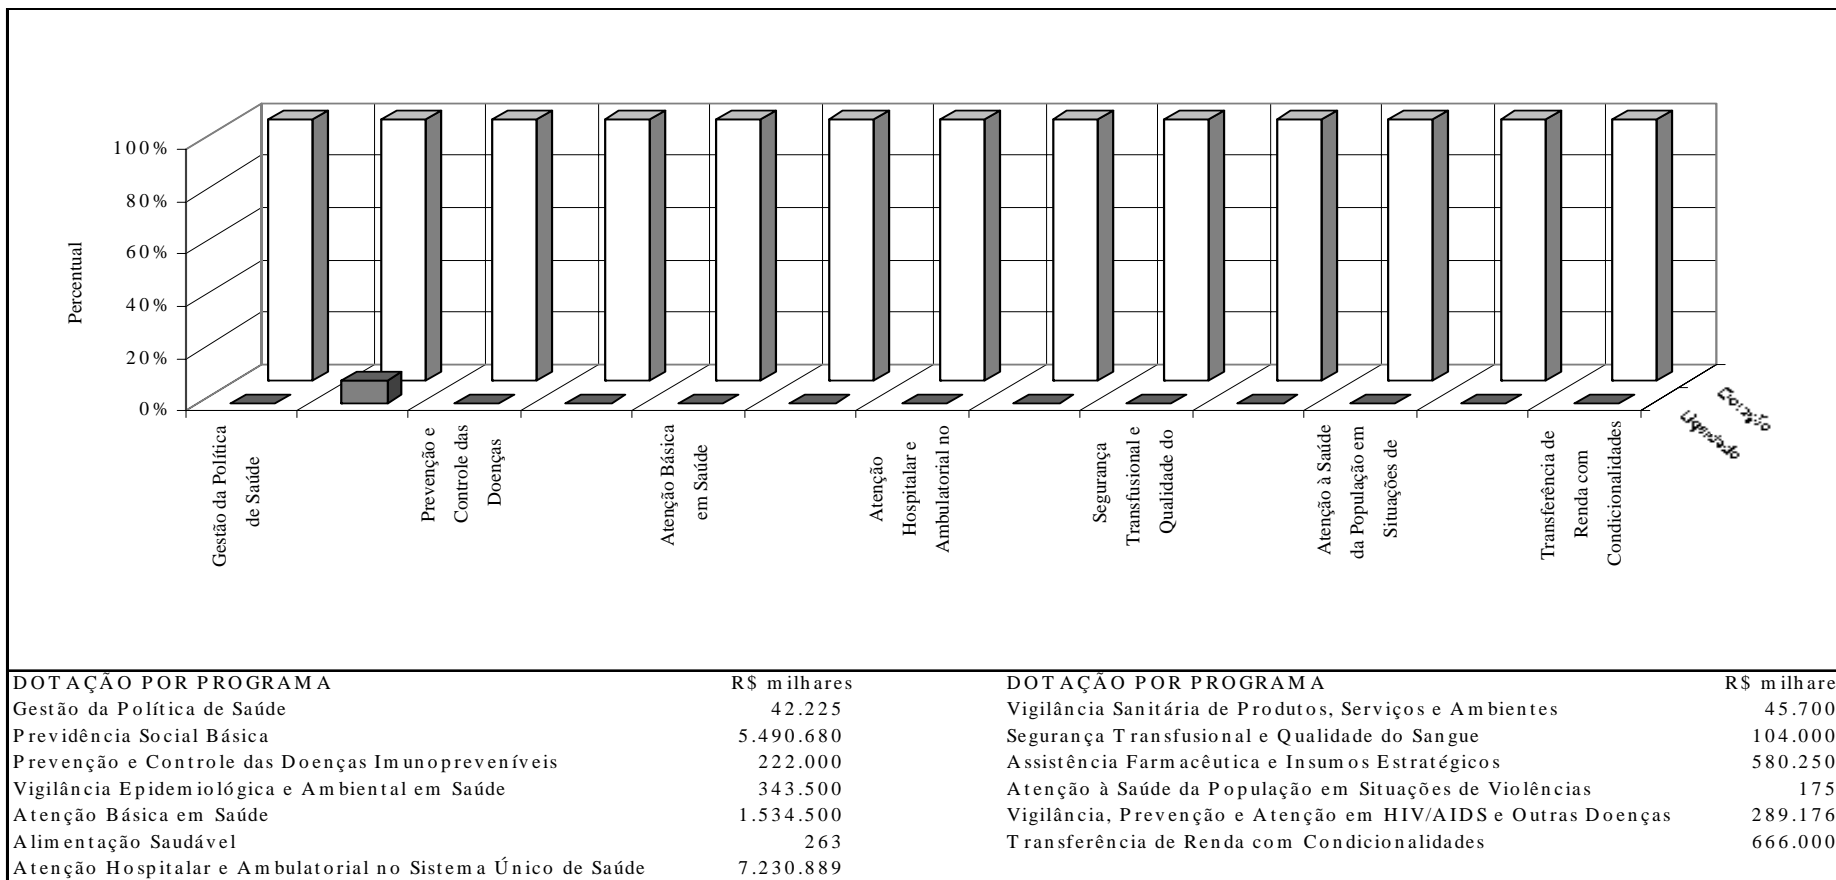 100%
80%
60%
40%
20%
0%
Percentual
Gestão da Política
de Saúde
Prevenção e
Controle das
Doenças
Atenção Básica
em Saúde
Atenção
Hospitalar e
Ambulatorial no
Segurança
Transfusional e
Qualidade do
Atenção à Saúde
da População em
Situações de
Transferência de
Renda com
Condicionalidades
Dotação
Liquidado
DOTAÇÃO POR PROGRAMA R$ milhares
Gestão da Política de Saúde 42.225
Previdência Social Básica 5.490.680
Prevenção e Controle das Doenças Imunopreveníveis 222.000
Vigilância Epidemiológica e Ambiental em Saúde 343.500
Atenção Básica em Saúde 1.534.500
Alimentação Saudável 263
Atenção Hospitalar e Ambulatorial no Sistema Único de Saúde 7.230.889
DOTAÇÃO POR PROGRAMA R$ milhare
Vigilância Sanitária de Produtos, Serviços e Ambientes 45.700
Segurança Transfusional e Qualidade do Sangue 104.000
Assistência Farmacêutica e Insumos Estratégicos 580.250
Atenção à Saúde da População em Situações de Violências 175
Vigilância, Prevenção e Atenção em HIV/AIDS e Outras Doenças 289.176
Transferência de Renda com Condicionalidades 666.000